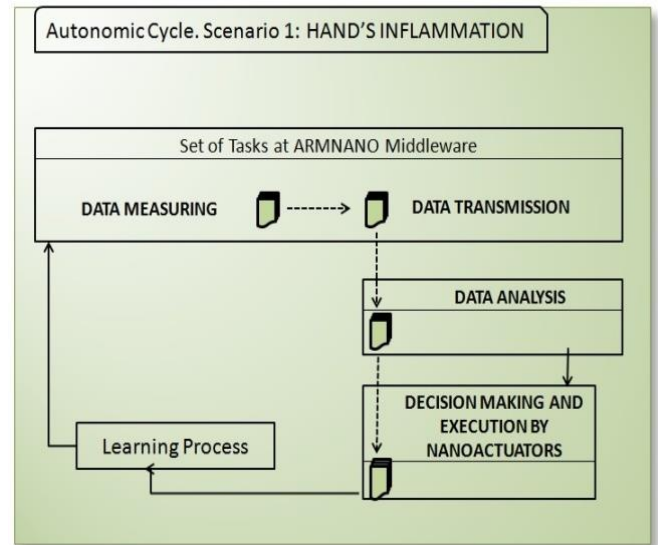 Autonomic Cycle. Scenario 1: HAND'S INFLAMMATION
Set of Tasks at ARMNANO Middleware
DATA MEASURING
DATA TRANSMISSION
DATA ANALYSIS
DECISION MAKING AND
EXECUTION BY
NANOACTUATORS
Learning Process